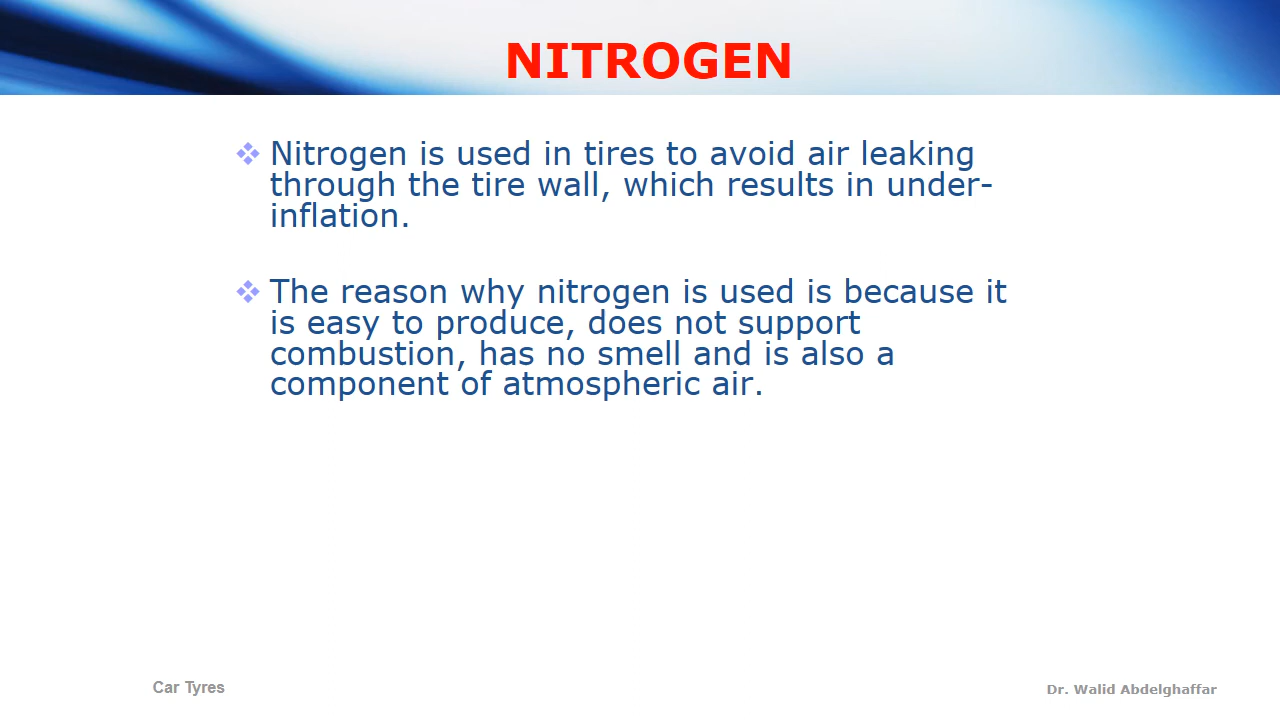 NITROGEN
Nitrogen is used in tires to avoid air leaking
through the tire wall, which results in under-
inflation.
The reason why nitrogen is used is because it
is easy to produce, does not support
combustion, has no smell and is also a
component of atmospheric air.
Car Tyres
Dr. Walid Abdelghaffar